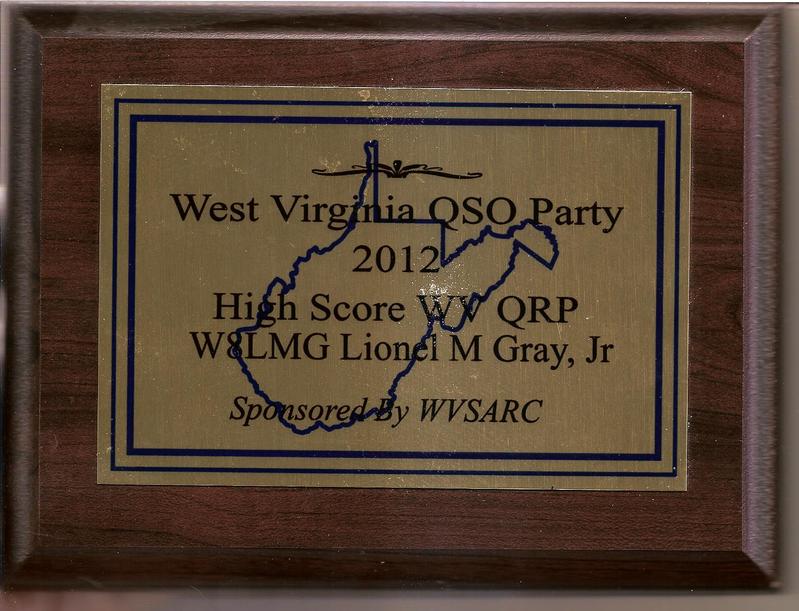 West Virginia QSO Party
2012
High Score WV QRP
W8LMG Lionel M Gray, Jr
Sponsored By WVSARC